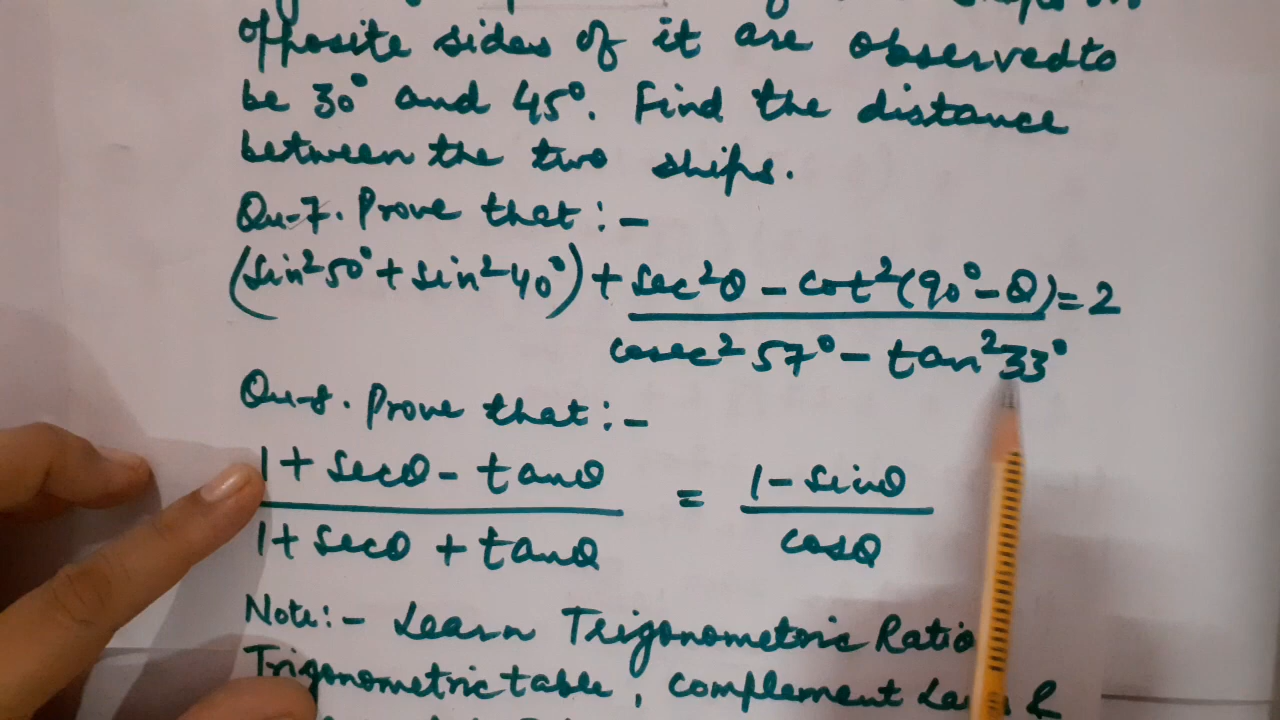 opposite sides of it are observed to
be 30° and 45°. Find the distance
between the two ships.
Qu-7. Prove that :-
(sin²50° + sin²40°) + sec²θ - cot²(90°-θ) = 2
cosec²57° - tan²33°
Qu-8. Prove that :-
1 + secθ - tanθ = 1 - sinθ
1 + secθ + tanθ cosθ
Note:- Learn Trigonometric Ratio
Trigonometric table, complement &